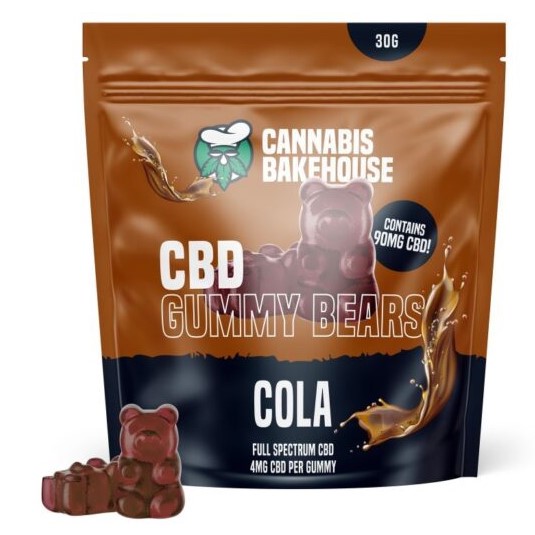 30G
CANNABIS
BAKEHOUSE
CONTAINS
90MG CBD!
CBD
GUMMY BEARS
COLA
FULL SPECTRUM CBD
4MG CBD PER GUMMY